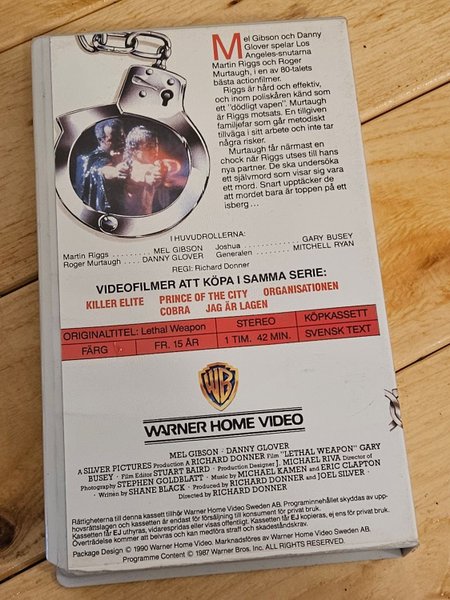 Mel Gibson och Danny
Glover spelar Los
Angeles-snutarna
Martin Riggs och Roger
Murtaugh, i en av 80-talets
bästa actionfilmer.
Riggs är hård och effektiv,
och inom poliskåren känd som
ett "dödligt vapen". Murtaugh
är Riggs motsats. En tillgiven
familjefar som går metodiskt
tillväga i sitt arbete och inte tar
några risker.
Murtaugh får närmast en
chock när Riggs utses till hans
nya partner. De ska undersöka
ett självmord som visar sig vara
ett mord. Snart upptäcker de
att mordet bara är toppen på ett
isberg ...
I HUVUDROLLERNA:
Martin Riggs . . . . . MEL GIBSON Joshua . . . . . . . . . GARY BUSEY
Roger Murtaugh . . . DANNY GLOVER Generalen . . . . . MITCHELL RYAN
REGI: Richard Donner
VIDEOFILMER ATT KÖPA I SAMMA SERIE:
KILLER ELITE PRINCE OF THE CITY ORGANISATIONEN
COBRA JAG ÄR LAGEN
ORIGINALTITEL: Lethal Weapon STEREO KÖPKASSETT
FÄRG FR. 15 ÅR 1 TIM. 42 MIN. SVENSK TEXT
WB
WARNER HOME VIDEO
MEL GIBSON · DANNY GLOVER
A SILVER PICTURES Production A RICHARD DONNER Film "LETHAL WEAPON" GARY
BUSEY · Film Editor STUART BAIRD · Production Designer J. MICHAEL RIVA Director of
Photography STEPHEN GOLDBLATT · Music by MICHAEL KAMEN and ERIC CLAPTON
· Written by SHANE BLACK · Produced by RICHARD DONNER and JOEL SILVER ·
Directed by RICHARD DONNER
Rättigheterna till denna kassett tillhör Warner Home Video Sweden AB. Programinnehållet skyddas av upp-
hovsrättslagen och kassetten är endast för försäljning till konsument för privat bruk.
Kassetten får EJ uthyras, vidarespridas eller visas offentligt. Kassetten får EJ kopieras, ej ens för privat bruk.
Överträdelse kommer att beivras och kan medföra straff och skadeståndskrav.
Package Design © 1990 Warner Home Video. Marknadsföres av Warner Home Video Sweden AB.
Programme Content © 1987 Warner Bros. Inc. ALL RIGHTS RESERVED.